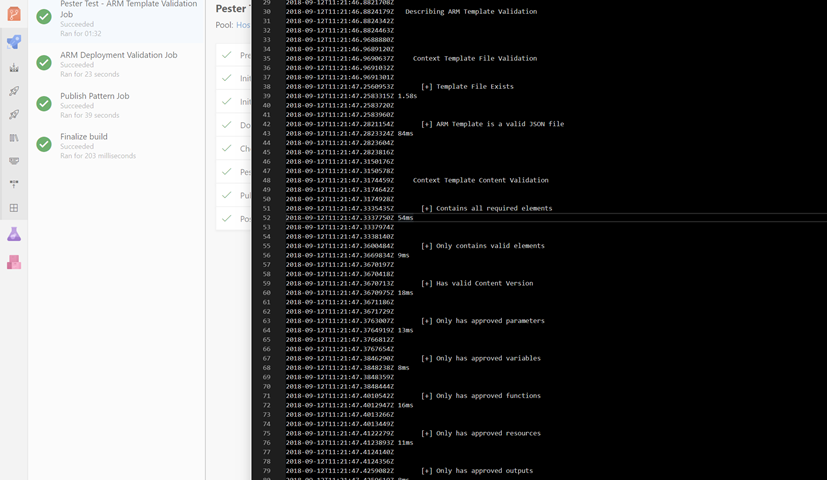 Pester Test - ARM Template Validation
Job
Succeeded
Ran for 01:32
ARM Deployment Validation Job
Succeeded
Ran for 23 seconds
Publish Pattern Job
Succeeded
Ran for 39 seconds
Finalize build
Succeeded
Ran for 203 milliseconds
Pester
Pool: Hos
Pre
Init
Init
Do
Che
Pes
Pul
Pos
29 2018-09-12T11:21:46.8821708Z
30 2018-09-12T11:21:46.8824179Z Describing ARM Template Validation
31 2018-09-12T11:21:46.8824342Z
32 2018-09-12T11:21:46.8824463Z
33 2018-09-12T11:21:46.9688880Z
34 2018-09-12T11:21:46.9689120Z
35 2018-09-12T11:21:46.9690637Z Context Template File Validation
36 2018-09-12T11:21:46.9691032Z
37 2018-09-12T11:21:46.9691301Z
38 2018-09-12T11:21:47.2560953Z [+] Template File Exists
39 2018-09-12T11:21:47.2583315Z 1.58s
40 2018-09-12T11:21:47.2583720Z
41 2018-09-12T11:21:47.2583960Z
42 2018-09-12T11:21:47.2821154Z [+] ARM Template is a valid JSON file
43 2018-09-12T11:21:47.2823324Z 84ms
44 2018-09-12T11:21:47.2823604Z
45 2018-09-12T11:21:47.2823816Z
46 2018-09-12T11:21:47.3150176Z
47 2018-09-12T11:21:47.3150578Z
48 2018-09-12T11:21:47.3174459Z Context Template Content Validation
49 2018-09-12T11:21:47.3174642Z
50 2018-09-12T11:21:47.3174928Z
51 2018-09-12T11:21:47.3335435Z [+] Contains all required elements
52 2018-09-12T11:21:47.3337750Z 54ms
53 2018-09-12T11:21:47.3337974Z
54 2018-09-12T11:21:47.3338140Z
55 2018-09-12T11:21:47.3600484Z [+] Only contains valid elements
56 2018-09-12T11:21:47.3669834Z 9ms
57 2018-09-12T11:21:47.3670197Z
58 2018-09-12T11:21:47.3670418Z
59 2018-09-12T11:21:47.3670713Z [+] Has valid Content Version
60 2018-09-12T11:21:47.3670975Z 18ms
61 2018-09-12T11:21:47.3671186Z
62 2018-09-12T11:21:47.3671729Z
63 2018-09-12T11:21:47.3763007Z [+] Only has approved parameters
64 2018-09-12T11:21:47.3764919Z 13ms
65 2018-09-12T11:21:47.3766812Z
66 2018-09-12T11:21:47.3767654Z
67 2018-09-12T11:21:47.3846290Z [+] Only has approved variables
68 2018-09-12T11:21:47.3848238Z 8ms
69 2018-09-12T11:21:47.3848359Z
70 2018-09-12T11:21:47.3848444Z
71 2018-09-12T11:21:47.4010542Z [+] Only has approved functions
72 2018-09-12T11:21:47.4012947Z 16ms
73 2018-09-12T11:21:47.4013266Z
74 2018-09-12T11:21:47.4013449Z
75 2018-09-12T11:21:47.4122279Z [+] Only has approved resources
76 2018-09-12T11:21:47.4123893Z 11ms
77 2018-09-12T11:21:47.4124140Z
78 2018-09-12T11:21:47.4124356Z
79 2018-09-12T11:21:47.4259082Z [+] Only has approved outputs